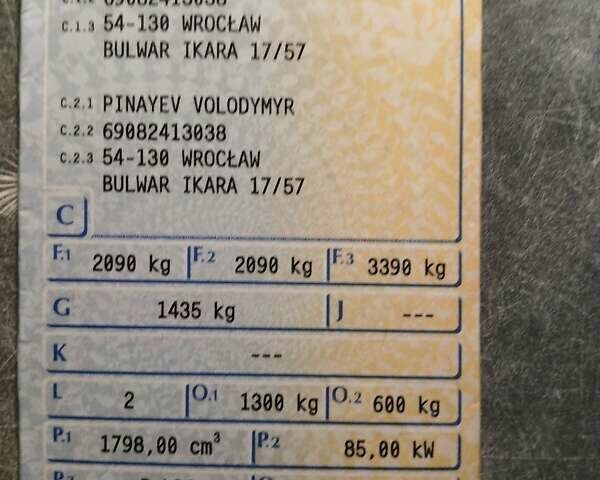 69082413038
C.1.3 54-130 WROCŁAW
BULWAR IKARA 17/57
C.2.1 PINAYEV VOLODYMYR
C.2.2 69082413038
C.2.3 54-130 WROCŁAW
BULWAR IKARA 17/57
C
F.1 2090 kg F.2 2090 kg F.3 3390 kg
G 1435 kg J ---
K ---
L 2 O.1 1300 kg O.2 600 kg
P.1 1798,00 cm³ P.2 85,00 kW